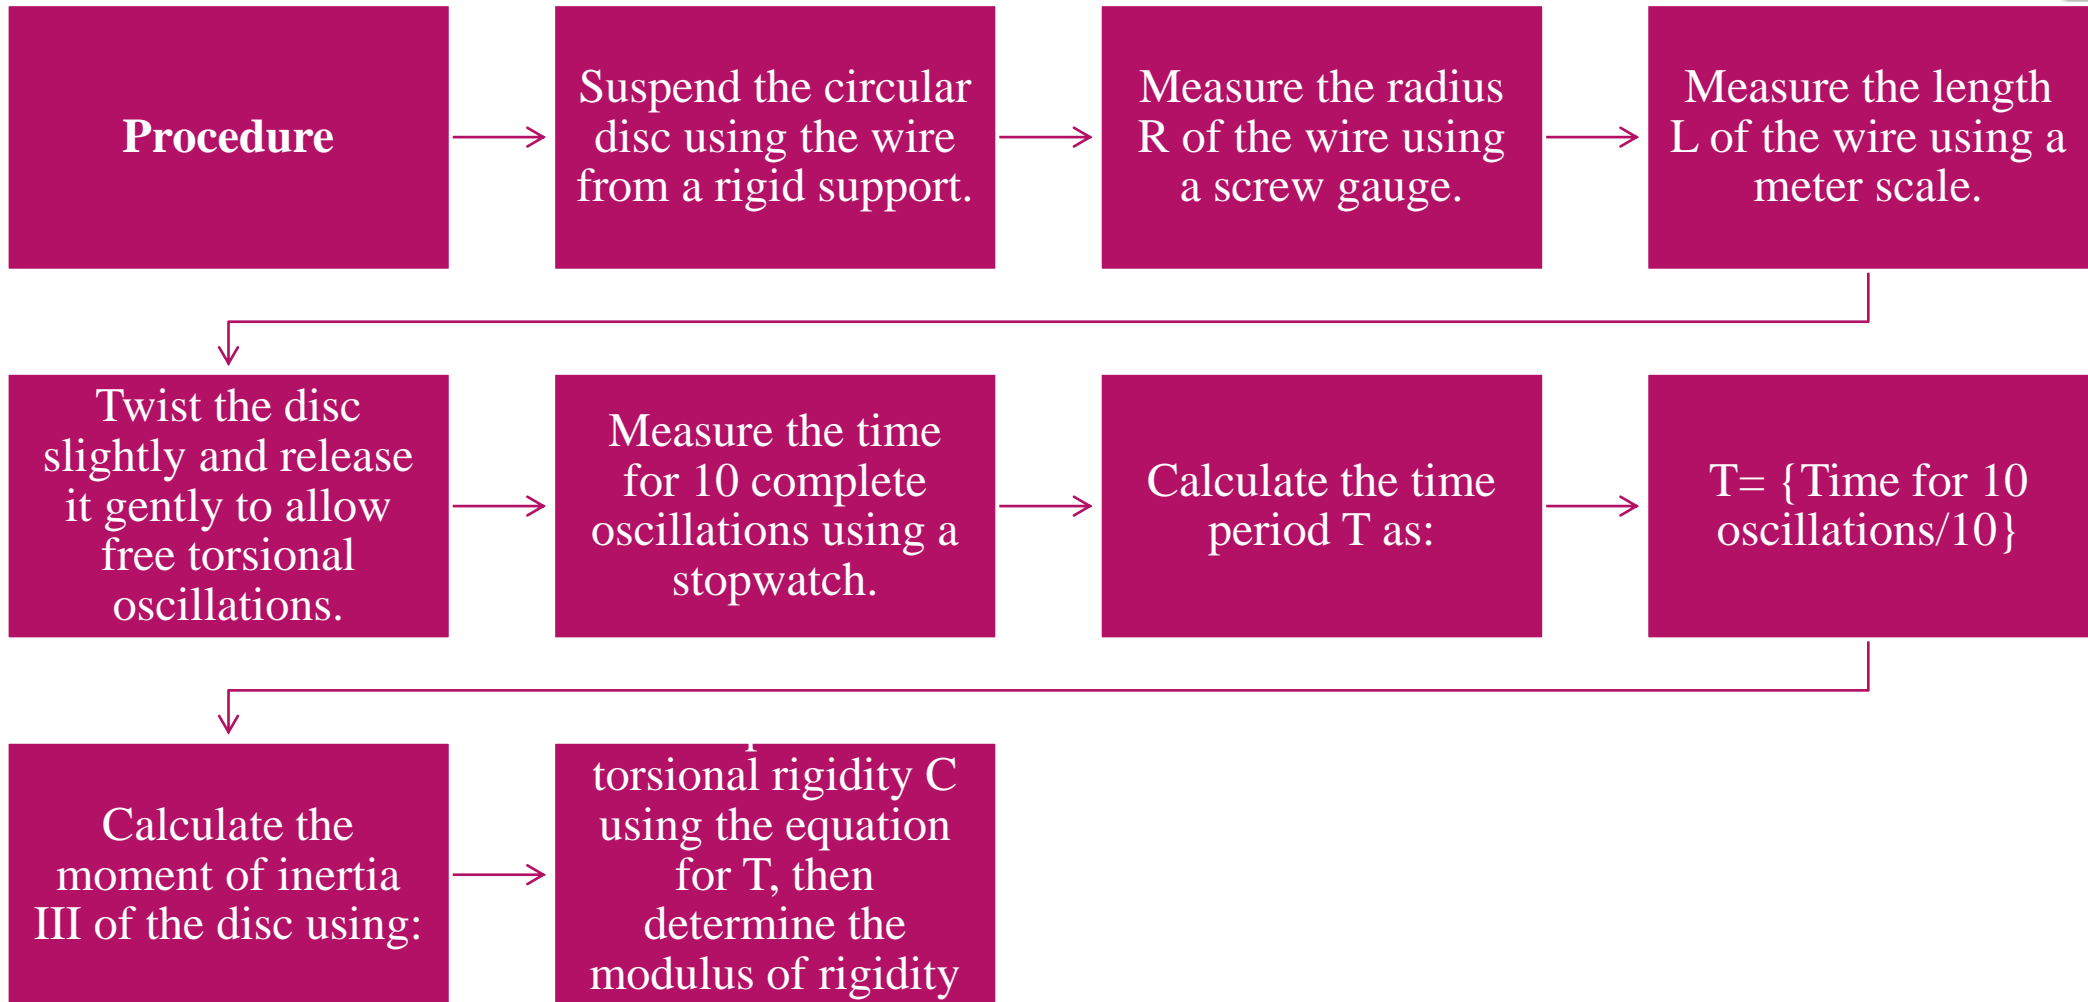 Procedure
Suspend the circular
disc using the wire
from a rigid support.
Measure the radius
R of the wire using
a screw gauge.
Measure the length
L of the wire using a
meter scale.
Twist the disc
slightly and release
it gently to allow
free torsional
oscillations.
Measure the time
for 10 complete
oscillations using a
stopwatch.
Calculate the time
period T as:
T= {Time for 10
oscillations/10}
Calculate the
moment of inertia
III of the disc using:
torsional rigidity C
using the equation
for T, then
determine the
modulus of rigidity